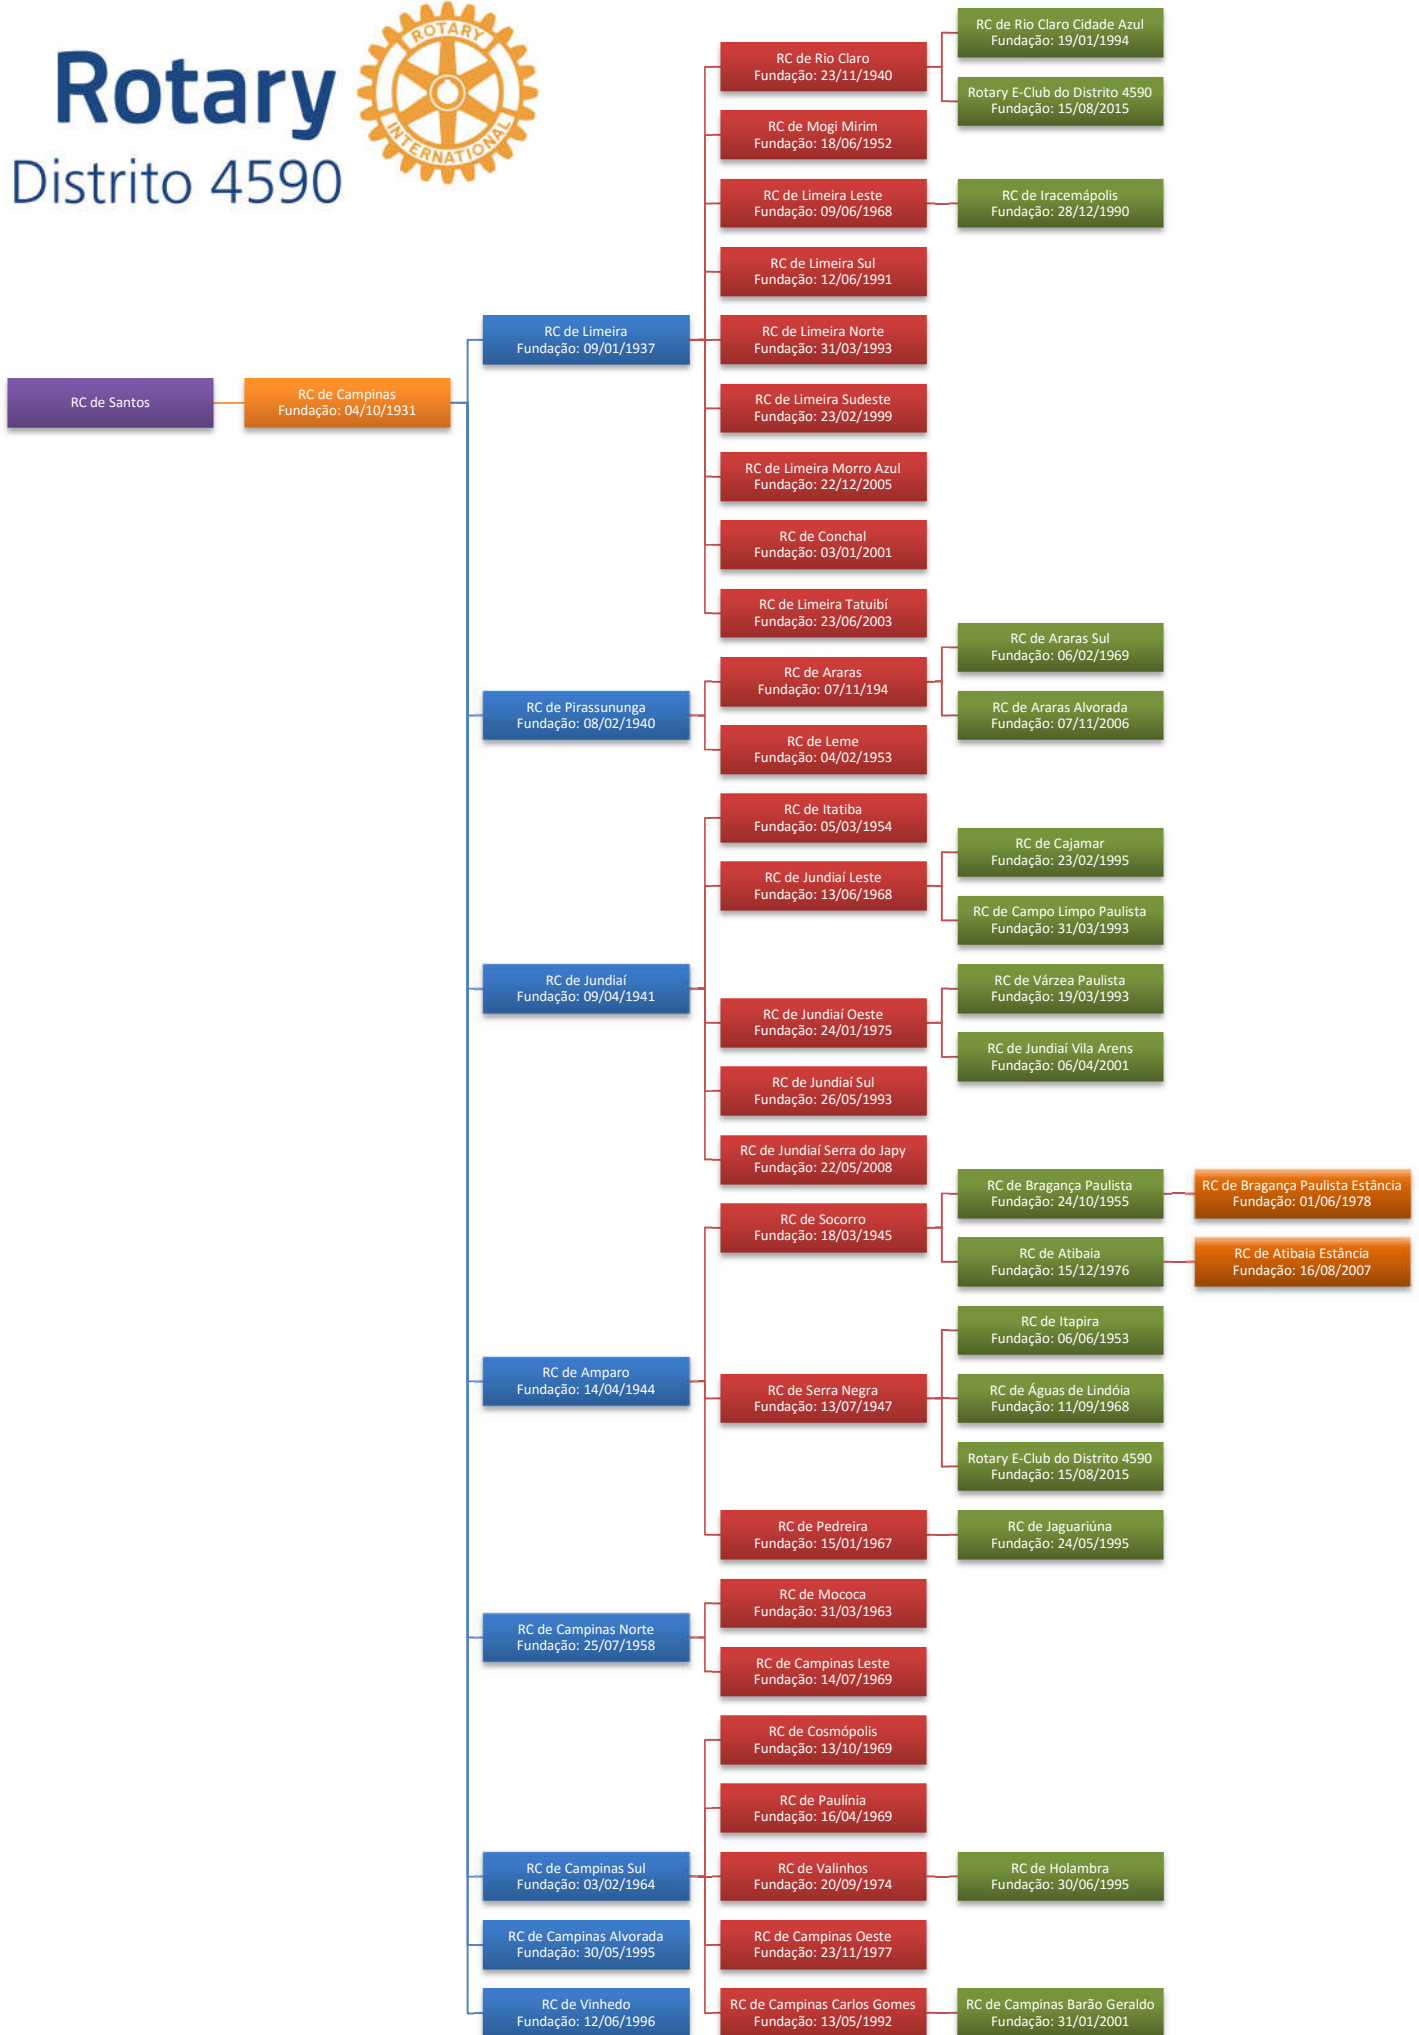 Rotary
Distrito 4590
ROTARY
INTERNATIONAL
RC de Santos
RC de Campinas
Fundação: 04/10/1931
RC de Limeira
Fundação: 09/01/1937
RC de Rio Claro
Fundação: 23/11/1940
RC de Rio Claro Cidade Azul
Fundação: 19/01/1994
Rotary E-Club do Distrito 4590
Fundação: 15/08/2015
RC de Mogi Mirim
Fundação: 18/06/1952
RC de Limeira Leste
Fundação: 09/06/1968
RC de Iracemápolis
Fundação: 28/12/1990
RC de Limeira Sul
Fundação: 12/06/1991
RC de Limeira Norte
Fundação: 31/03/1993
RC de Limeira Sudeste
Fundação: 23/02/1999
RC de Limeira Morro Azul
Fundação: 22/12/2005
RC de Conchal
Fundação: 03/01/2001
RC de Limeira Tatuibí
Fundação: 23/06/2003
RC de Pirassununga
Fundação: 08/02/1940
RC de Araras
Fundação: 07/11/194
RC de Araras Sul
Fundação: 06/02/1969
RC de Araras Alvorada
Fundação: 07/11/2006
RC de Leme
Fundação: 04/02/1953
RC de Jundiaí
Fundação: 09/04/1941
RC de Itatiba
Fundação: 05/03/1954
RC de Jundiaí Leste
Fundação: 13/06/1968
RC de Cajamar
Fundação: 23/02/1995
RC de Campo Limpo Paulista
Fundação: 31/03/1993
RC de Jundiaí Oeste
Fundação: 24/01/1975
RC de Várzea Paulista
Fundação: 19/03/1993
RC de Jundiaí Vila Arens
Fundação: 06/04/2001
RC de Jundiaí Sul
Fundação: 26/05/1993
RC de Jundiaí Serra do Japy
Fundação: 22/05/2008
RC de Amparo
Fundação: 14/04/1944
RC de Socorro
Fundação: 18/03/1945
RC de Bragança Paulista
Fundação: 24/10/1955
RC de Bragança Paulista Estância
Fundação: 01/06/1978
RC de Atibaia
Fundação: 15/12/1976
RC de Atibaia Estância
Fundação: 16/08/2007
RC de Serra Negra
Fundação: 13/07/1947
RC de Itapira
Fundação: 06/06/1953
RC de Águas de Lindóia
Fundação: 11/09/1968
Rotary E-Club do Distrito 4590
Fundação: 15/08/2015
RC de Pedreira
Fundação: 15/01/1967
RC de Jaguariúna
Fundação: 24/05/1995
RC de Campinas Norte
Fundação: 25/07/1958
RC de Mococa
Fundação: 31/03/1963
RC de Campinas Leste
Fundação: 14/07/1969
RC de Campinas Sul
Fundação: 03/02/1964
RC de Cosmópolis
Fundação: 13/10/1969
RC de Paulínia
Fundação: 16/04/1969
RC de Valinhos
Fundação: 20/09/1974
RC de Holambra
Fundação: 30/06/1995
RC de Campinas Oeste
Fundação: 23/11/1977
RC de Campinas Carlos Gomes
Fundação: 13/05/1992
RC de Campinas Barão Geraldo
Fundação: 31/01/2001
RC de Campinas Alvorada
Fundação: 30/05/1995
RC de Vinhedo
Fundação: 12/06/1996